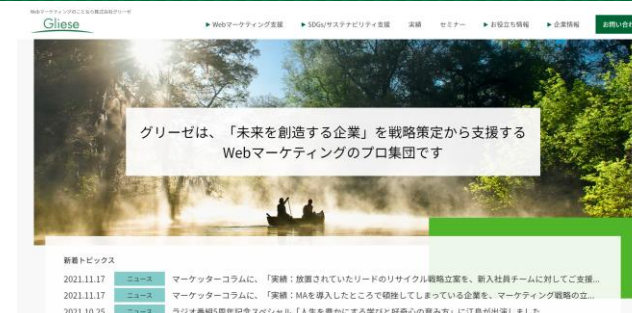 Webマーケティングのことなら株式会社グリーゼ
Gliese
▶ Webマーケティング支援 ▶ SDGs/サステナビリティ支援 実績 セミナー ▶ お役立ち情報 ▶ 企業情報 お問い合わ
グリーゼは、「未来を創造する企業」を戦略策定から支援する
Webマーケティングのプロ集団です
新着トピックス
2021.11.17 ニュース マーケッターコラムに、「実績：放置されていたリードのリサイクル戦略立案を、新入社員チームに対してご支援...
2021.11.17 ニュース マーケッターコラムに、「実績：MAを導入したところで頓挫してしまっている企業を、マーケティング戦略の立...
2021.10.25 ニュース ラジオ番組5周年記念スペシャル「人生を豊かにする学びと好奇心の育み方」に江島が出演しました